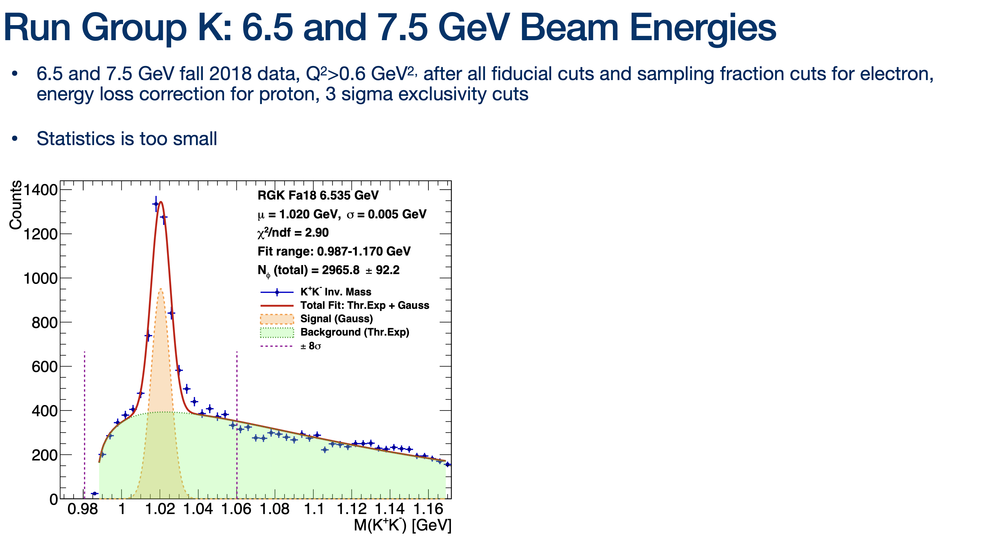 Run Group K: 6.5 and 7.5 GeV Beam Energies
• 6.5 and 7.5 GeV fall 2018 data, Q²>0.6 GeV²˒ after all fiducial cuts and sampling fraction cuts for electron,
energy loss correction for proton, 3 sigma exclusivity cuts
• Statistics is too small
Counts
1400
1200
1000
800
600
400
200
0
RGK Fa18 6.535 GeV
μ = 1.020 GeV, σ = 0.005 GeV
χ²/ndf = 2.90
Fit range: 0.987-1.170 GeV
Nϕ (total) = 2965.8 ± 92.2
K⁺K⁻ Inv. Mass
Total Fit: Thr.Exp + Gauss
Signal (Gauss)
Background (Thr.Exp)
± 8σ
0.98 1 1.02 1.04 1.06 1.08 1.1 1.12 1.14 1.16
M(K⁺K⁻) [GeV]